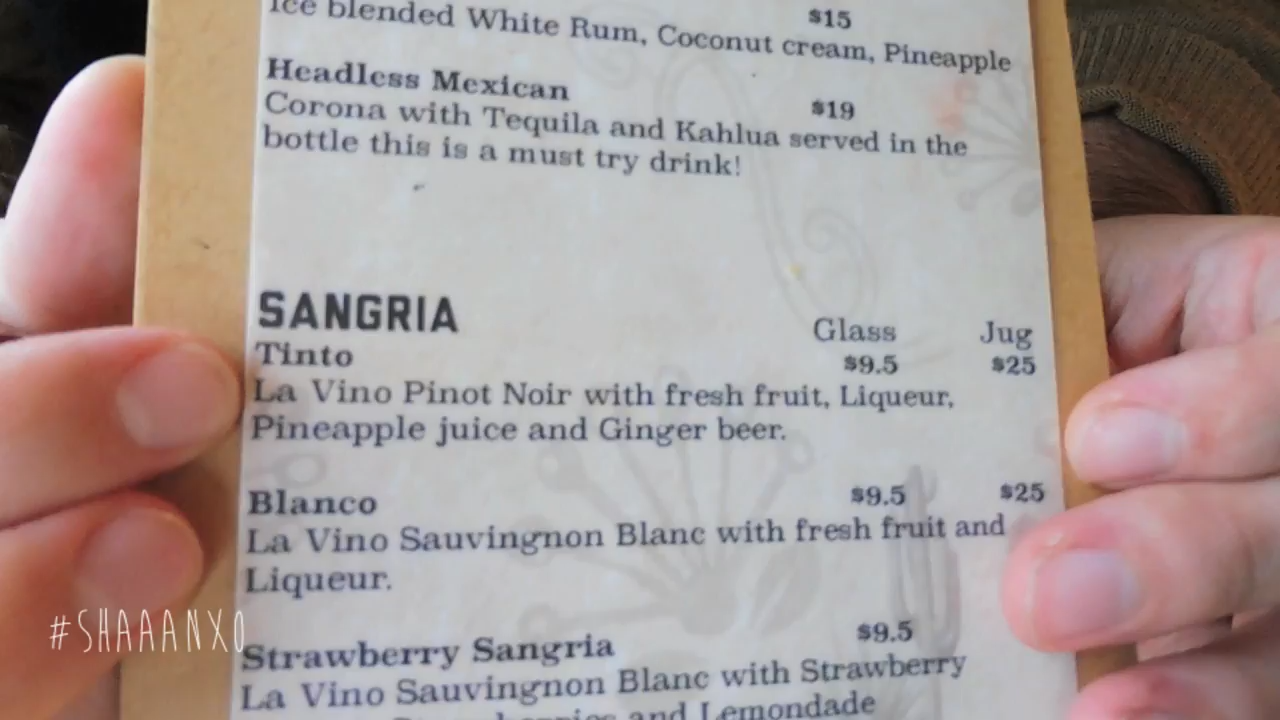 $15
Ice blended White Rum, Coconut cream, Pineapple
Headless Mexican $19
Corona with Tequila and Kahlua served in the
bottle this is a must try drink!
SANGRIA Glass Jug
Tinto $9.5 $25
La Vino Pinot Noir with fresh fruit, Liqueur,
Pineapple juice and Ginger beer.
Blanco $9.5 $25
La Vino Sauvingnon Blanc with fresh fruit and
Liqueur.
Strawberry Sangria $9.5
La Vino Sauvingnon Blanc with Strawberry
and Lemondade
#SHAAANXO